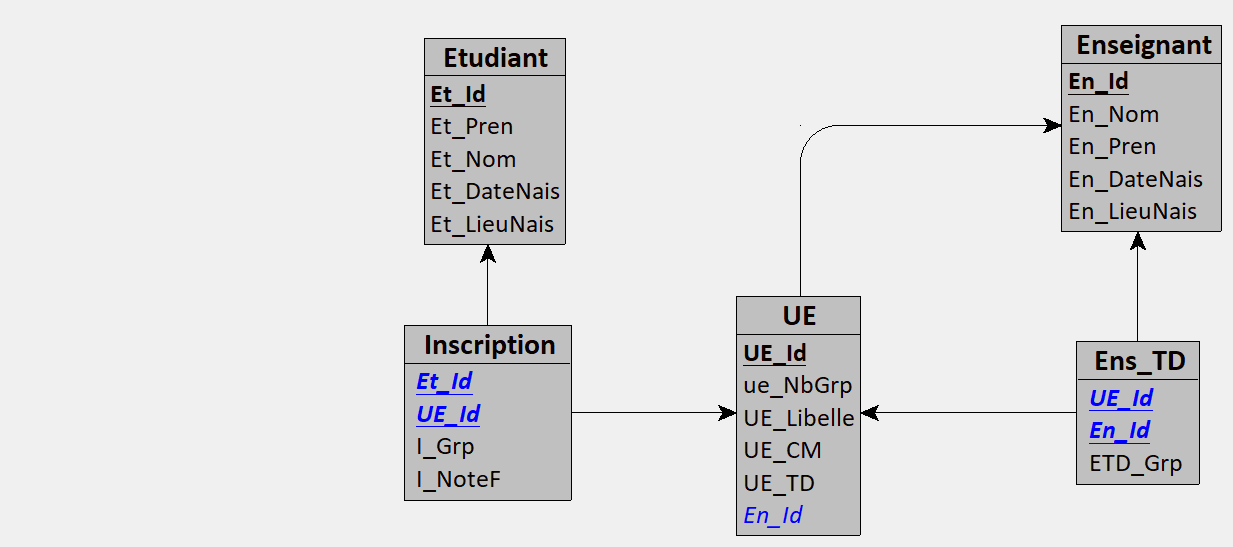 Etudiant
Et_Id
Et_Pren
Et_Nom
Et_DateNais
Et_LieuNais
Enseignant
En_Id
En_Nom
En_Pren
En_DateNais
En_LieuNais
Inscription
Et_Id
UE_Id
I_Grp
I_NoteF
UE
UE_Id
ue_NbGrp
UE_Libelle
UE_CM
UE_TD
En_Id
Ens_TD
UE_Id
En_Id
ETD_Grp